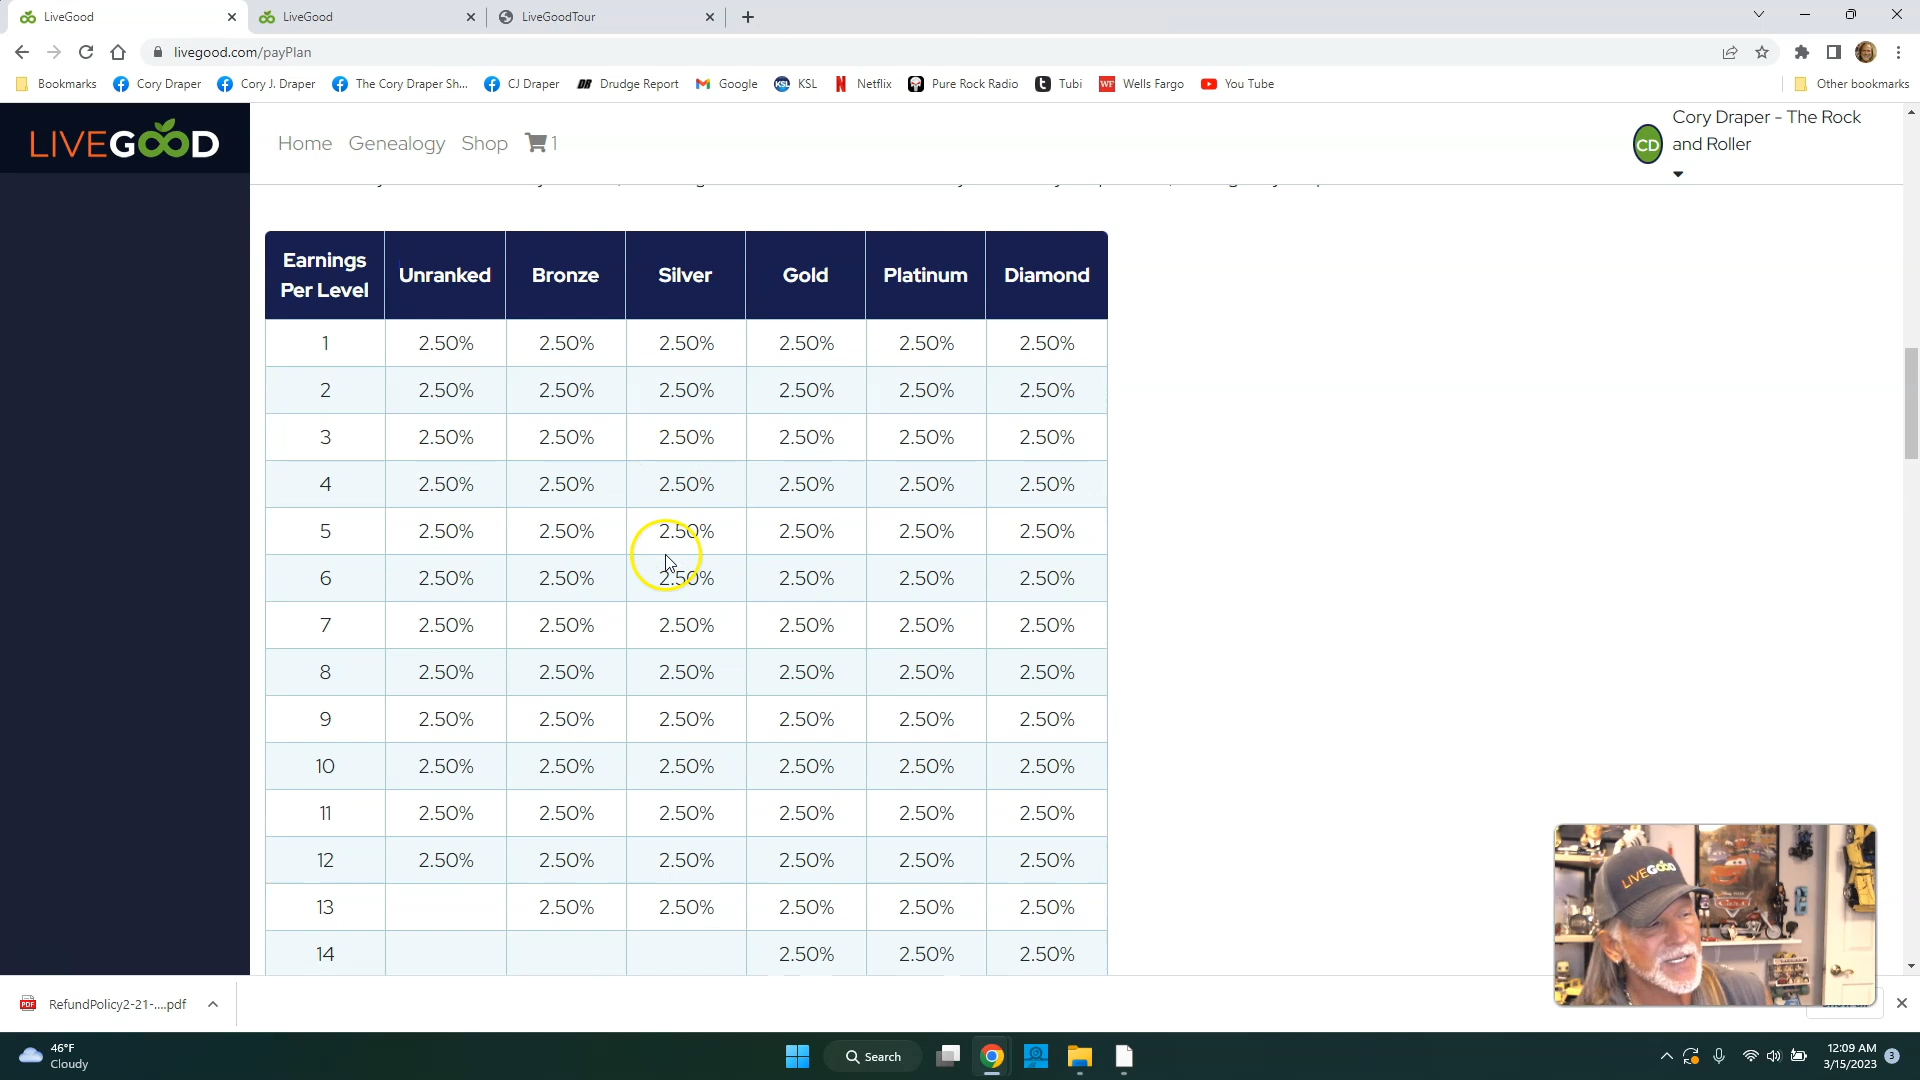 LiveGood
LiveGood
LiveGoodTour
livegood.com/payPlan
Bookmarks
Cory Draper
Cory J. Draper
The Cory Draper Sh...
CJ Draper
Drudge Report
Google
KSL
Netflix
Pure Rock Radio
Tubi
Wells Fargo
You Tube
Other bookmarks
LIVEGOOD
Home Genealogy Shop 1
CD
Cory Draper - The Rock
and Roller
Earnings Per Level Unranked Bronze Silver Gold Platinum Diamond
1 2.50% 2.50% 2.50% 2.50% 2.50% 2.50%
2 2.50% 2.50% 2.50% 2.50% 2.50% 2.50%
3 2.50% 2.50% 2.50% 2.50% 2.50% 2.50%
4 2.50% 2.50% 2.50% 2.50% 2.50% 2.50%
5 2.50% 2.50% 2.50% 2.50% 2.50% 2.50%
6 2.50% 2.50% 2.50% 2.50% 2.50% 2.50%
7 2.50% 2.50% 2.50% 2.50% 2.50% 2.50%
8 2.50% 2.50% 2.50% 2.50% 2.50% 2.50%
9 2.50% 2.50% 2.50% 2.50% 2.50% 2.50%
10 2.50% 2.50% 2.50% 2.50% 2.50% 2.50%
11 2.50% 2.50% 2.50% 2.50% 2.50% 2.50%
12 2.50% 2.50% 2.50% 2.50% 2.50% 2.50%
13 2.50% 2.50% 2.50% 2.50% 2.50%
14 2.50% 2.50% 2.50%
LIVEGOOD
RefundPolicy2-21-....pdf
46°F
Cloudy
Search
12:09 AM
3/15/2023
3